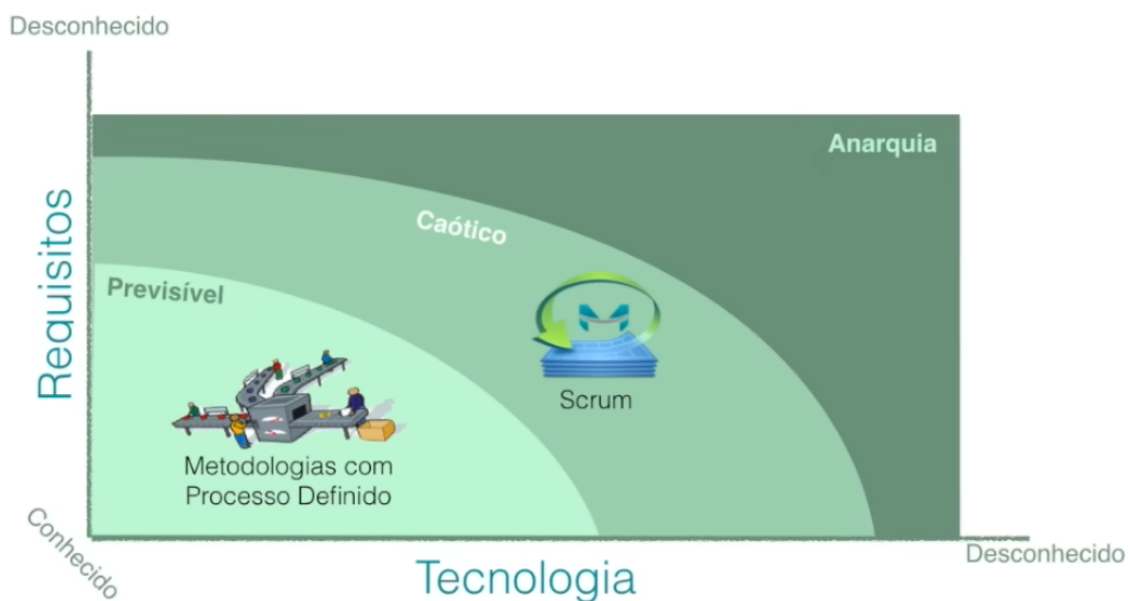 Desconhecido
Anarquia
Caótico
Requisitos
Previsível
Scrum
Metodologias com
Processo Definido
Conhecido
Desconhecido
Tecnologia